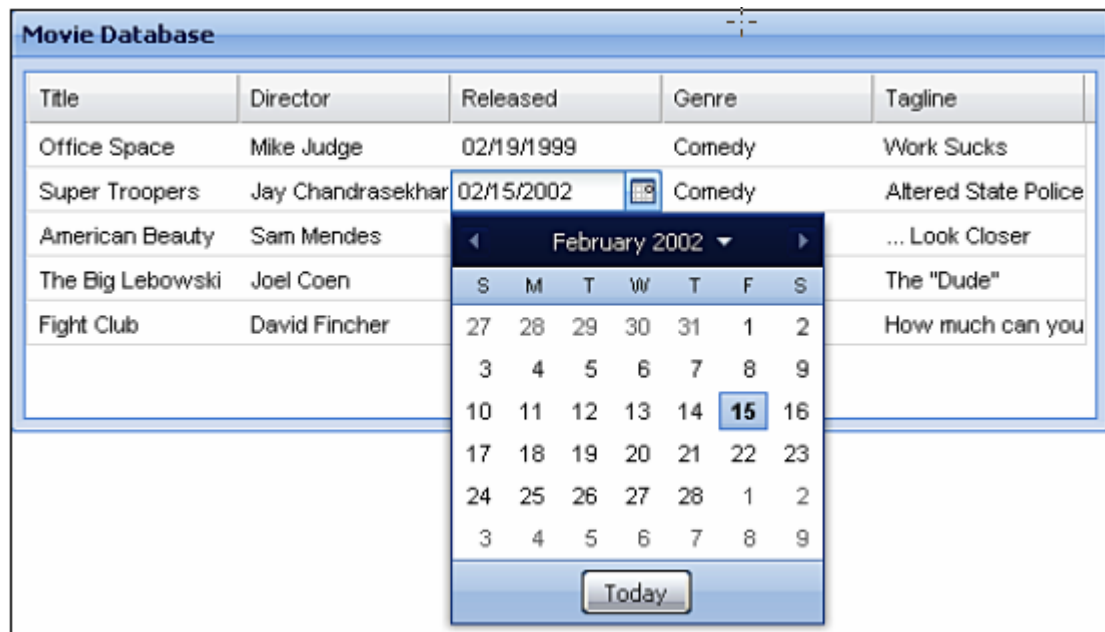 Movie Database
Title Director Released Genre Tagline
Office Space Mike Judge 02/19/1999 Comedy Work Sucks
Super Troopers Jay Chandrasekhar 02/15/2002 Comedy Altered State Police
American Beauty Sam Mendes ... Look Closer
The Big Lebowski Joel Coen The "Dude"
Fight Club David Fincher How much can you
February 2002
S M T W T F S
27 28 29 30 31 1 2
3 4 5 6 7 8 9
10 11 12 13 14 15 16
17 18 19 20 21 22 23
24 25 26 27 28 1 2
3 4 5 6 7 8 9
Today